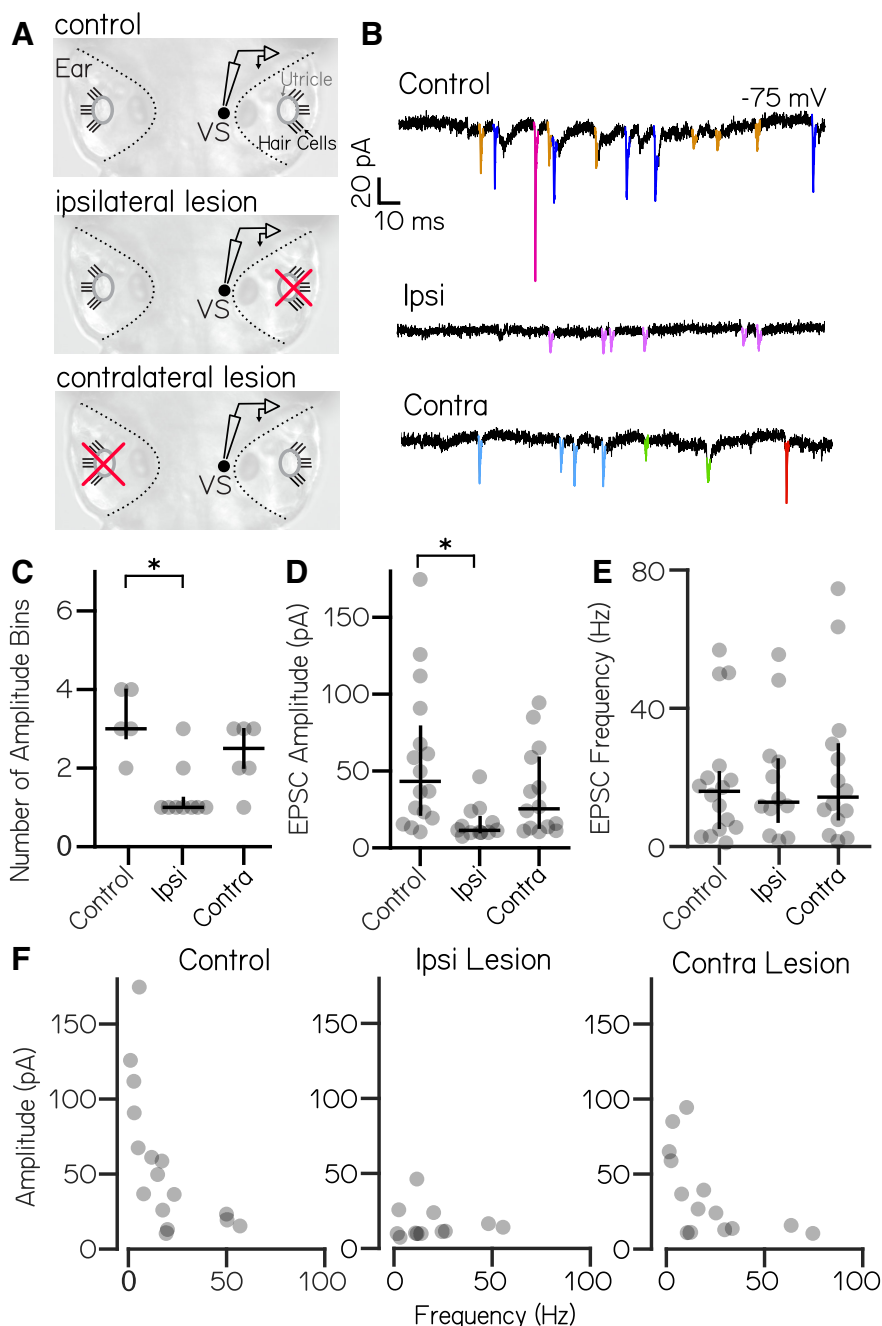 A
control
Ear
Utricle
VS
Hair Cells
ipsilateral lesion
VS
contralateral lesion
VS
B
Control
-75 mV
20 pA
10 ms
Ipsi
Contra
C
*
Number of Amplitude Bins
6
4
2
0
Control
Ipsi
Contra
D
*
EPSC Amplitude (pA)
150
100
50
0
Control
Ipsi
Contra
E
EPSC Frequency (Hz)
80
40
0
Control
Ipsi
Contra
F
Control
Ipsi Lesion
Contra Lesion
Amplitude (pA)
150
100
50
0
0
50
100
150
100
50
0
0
50
100
150
100
50
0
0
50
100
Frequency (Hz)